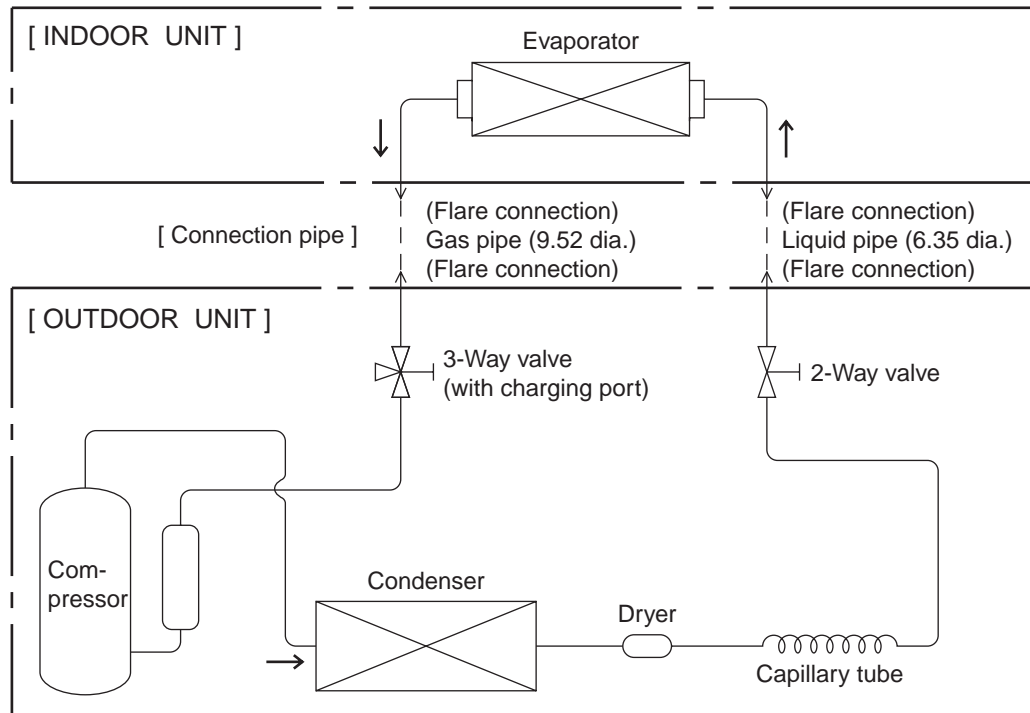 [ INDOOR UNIT ]
Evaporator
[ Connection pipe ]
(Flare connection)
Gas pipe (9.52 dia.)
(Flare connection)
(Flare connection)
Liquid pipe (6.35 dia.)
(Flare connection)
[ OUTDOOR UNIT ]
3-Way valve
(with charging port)
2-Way valve
Com-
pressor
Condenser
Dryer
Capillary tube